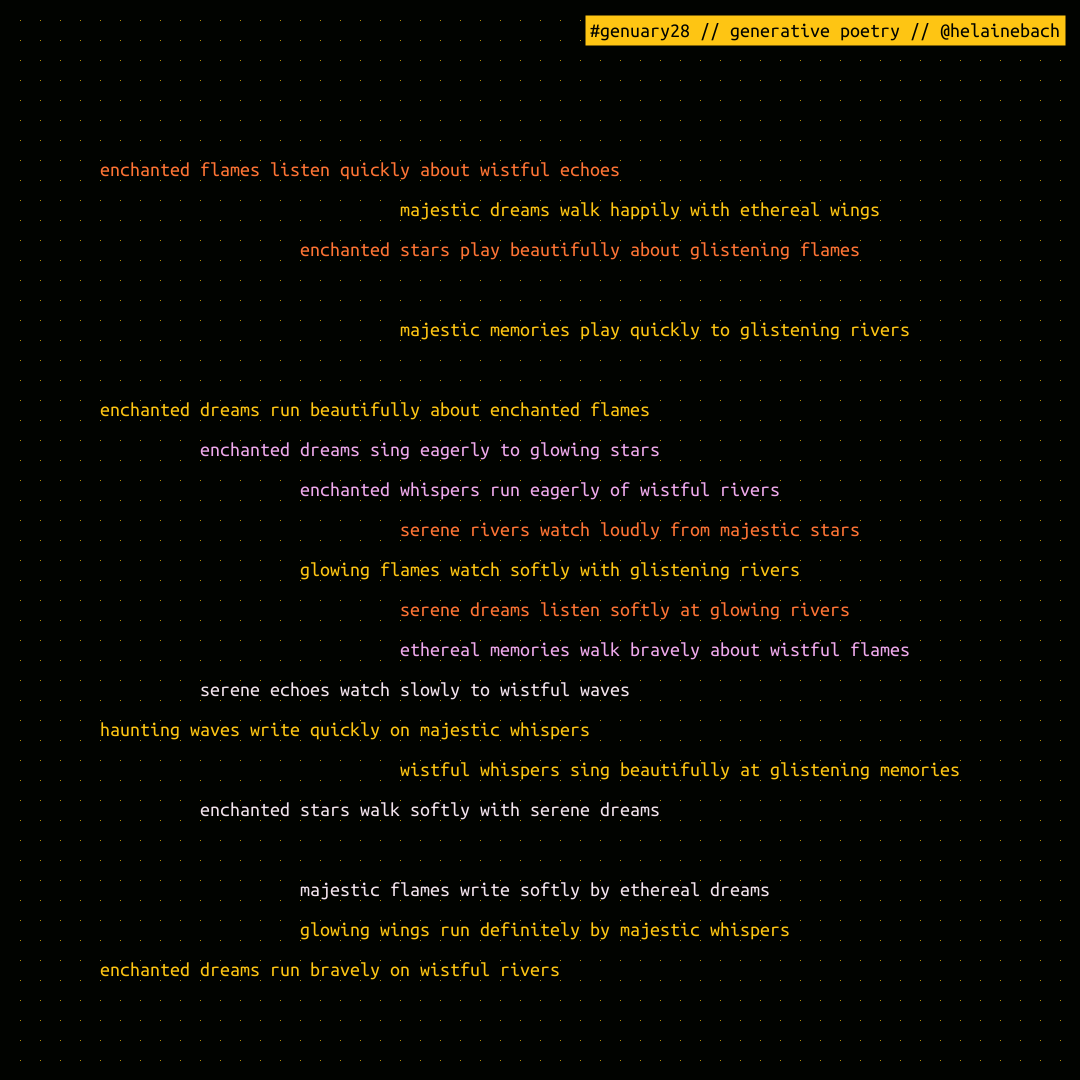 #genuary28 // generative poetry // @helainebach
enchanted flames listen quickly about wistful echoes
majestic dreams walk happily with ethereal wings
enchanted stars play beautifully about glistening flames
majestic memories play quickly to glistening rivers
enchanted dreams run beautifully about enchanted flames
enchanted dreams sing eagerly to glowing stars
enchanted whispers run eagerly of wistful rivers
serene rivers watch loudly from majestic stars
glowing flames watch softly with glistening rivers
serene dreams listen softly at glowing rivers
ethereal memories walk bravely about wistful flames
serene echoes watch slowly to wistful waves
haunting waves write quickly on majestic whispers
wistful whispers sing beautifully at glistening memories
enchanted stars walk softly with serene dreams
majestic flames write softly by ethereal dreams
glowing wings run definitely by majestic whispers
enchanted dreams run bravely on wistful rivers